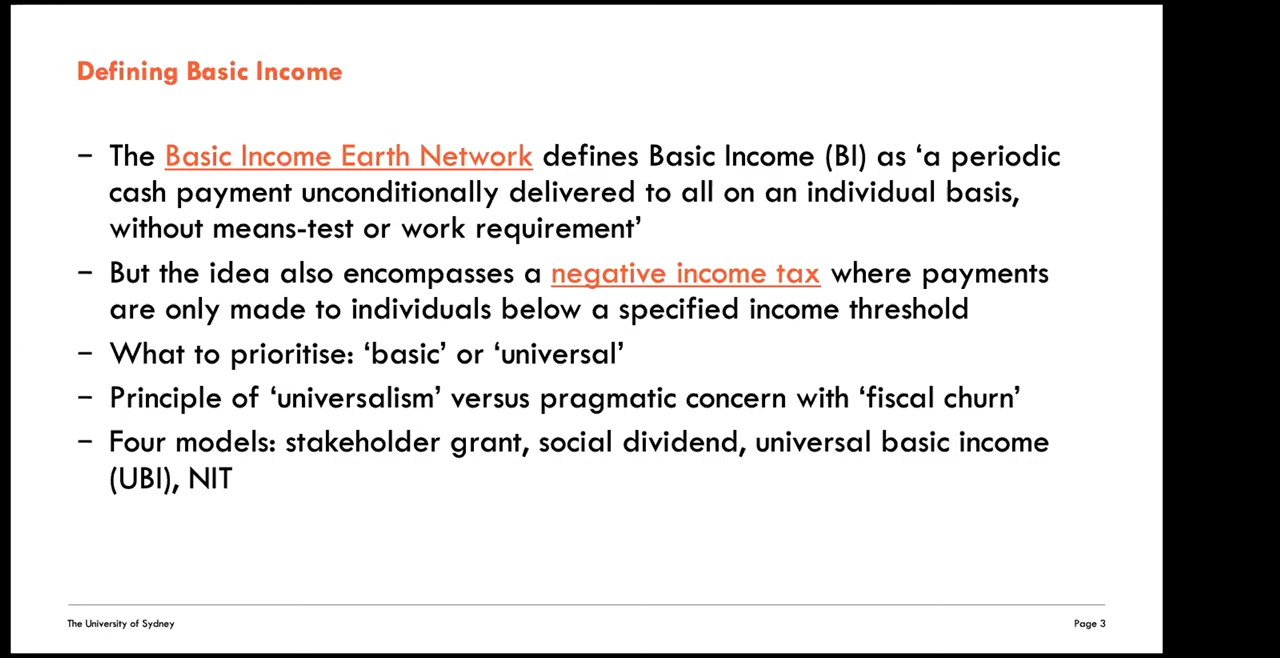 Defining Basic Income
– The Basic Income Earth Network defines Basic Income (BI) as ‘a periodic
cash payment unconditionally delivered to all on an individual basis,
without means-test or work requirement’
– But the idea also encompasses a negative income tax where payments
are only made to individuals below a specified income threshold
– What to prioritise: ‘basic’ or ‘universal’
– Principle of ‘universalism’ versus pragmatic concern with ‘fiscal churn’
– Four models: stakeholder grant, social dividend, universal basic income
(UBI), NIT
The University of Sydney
Page 3